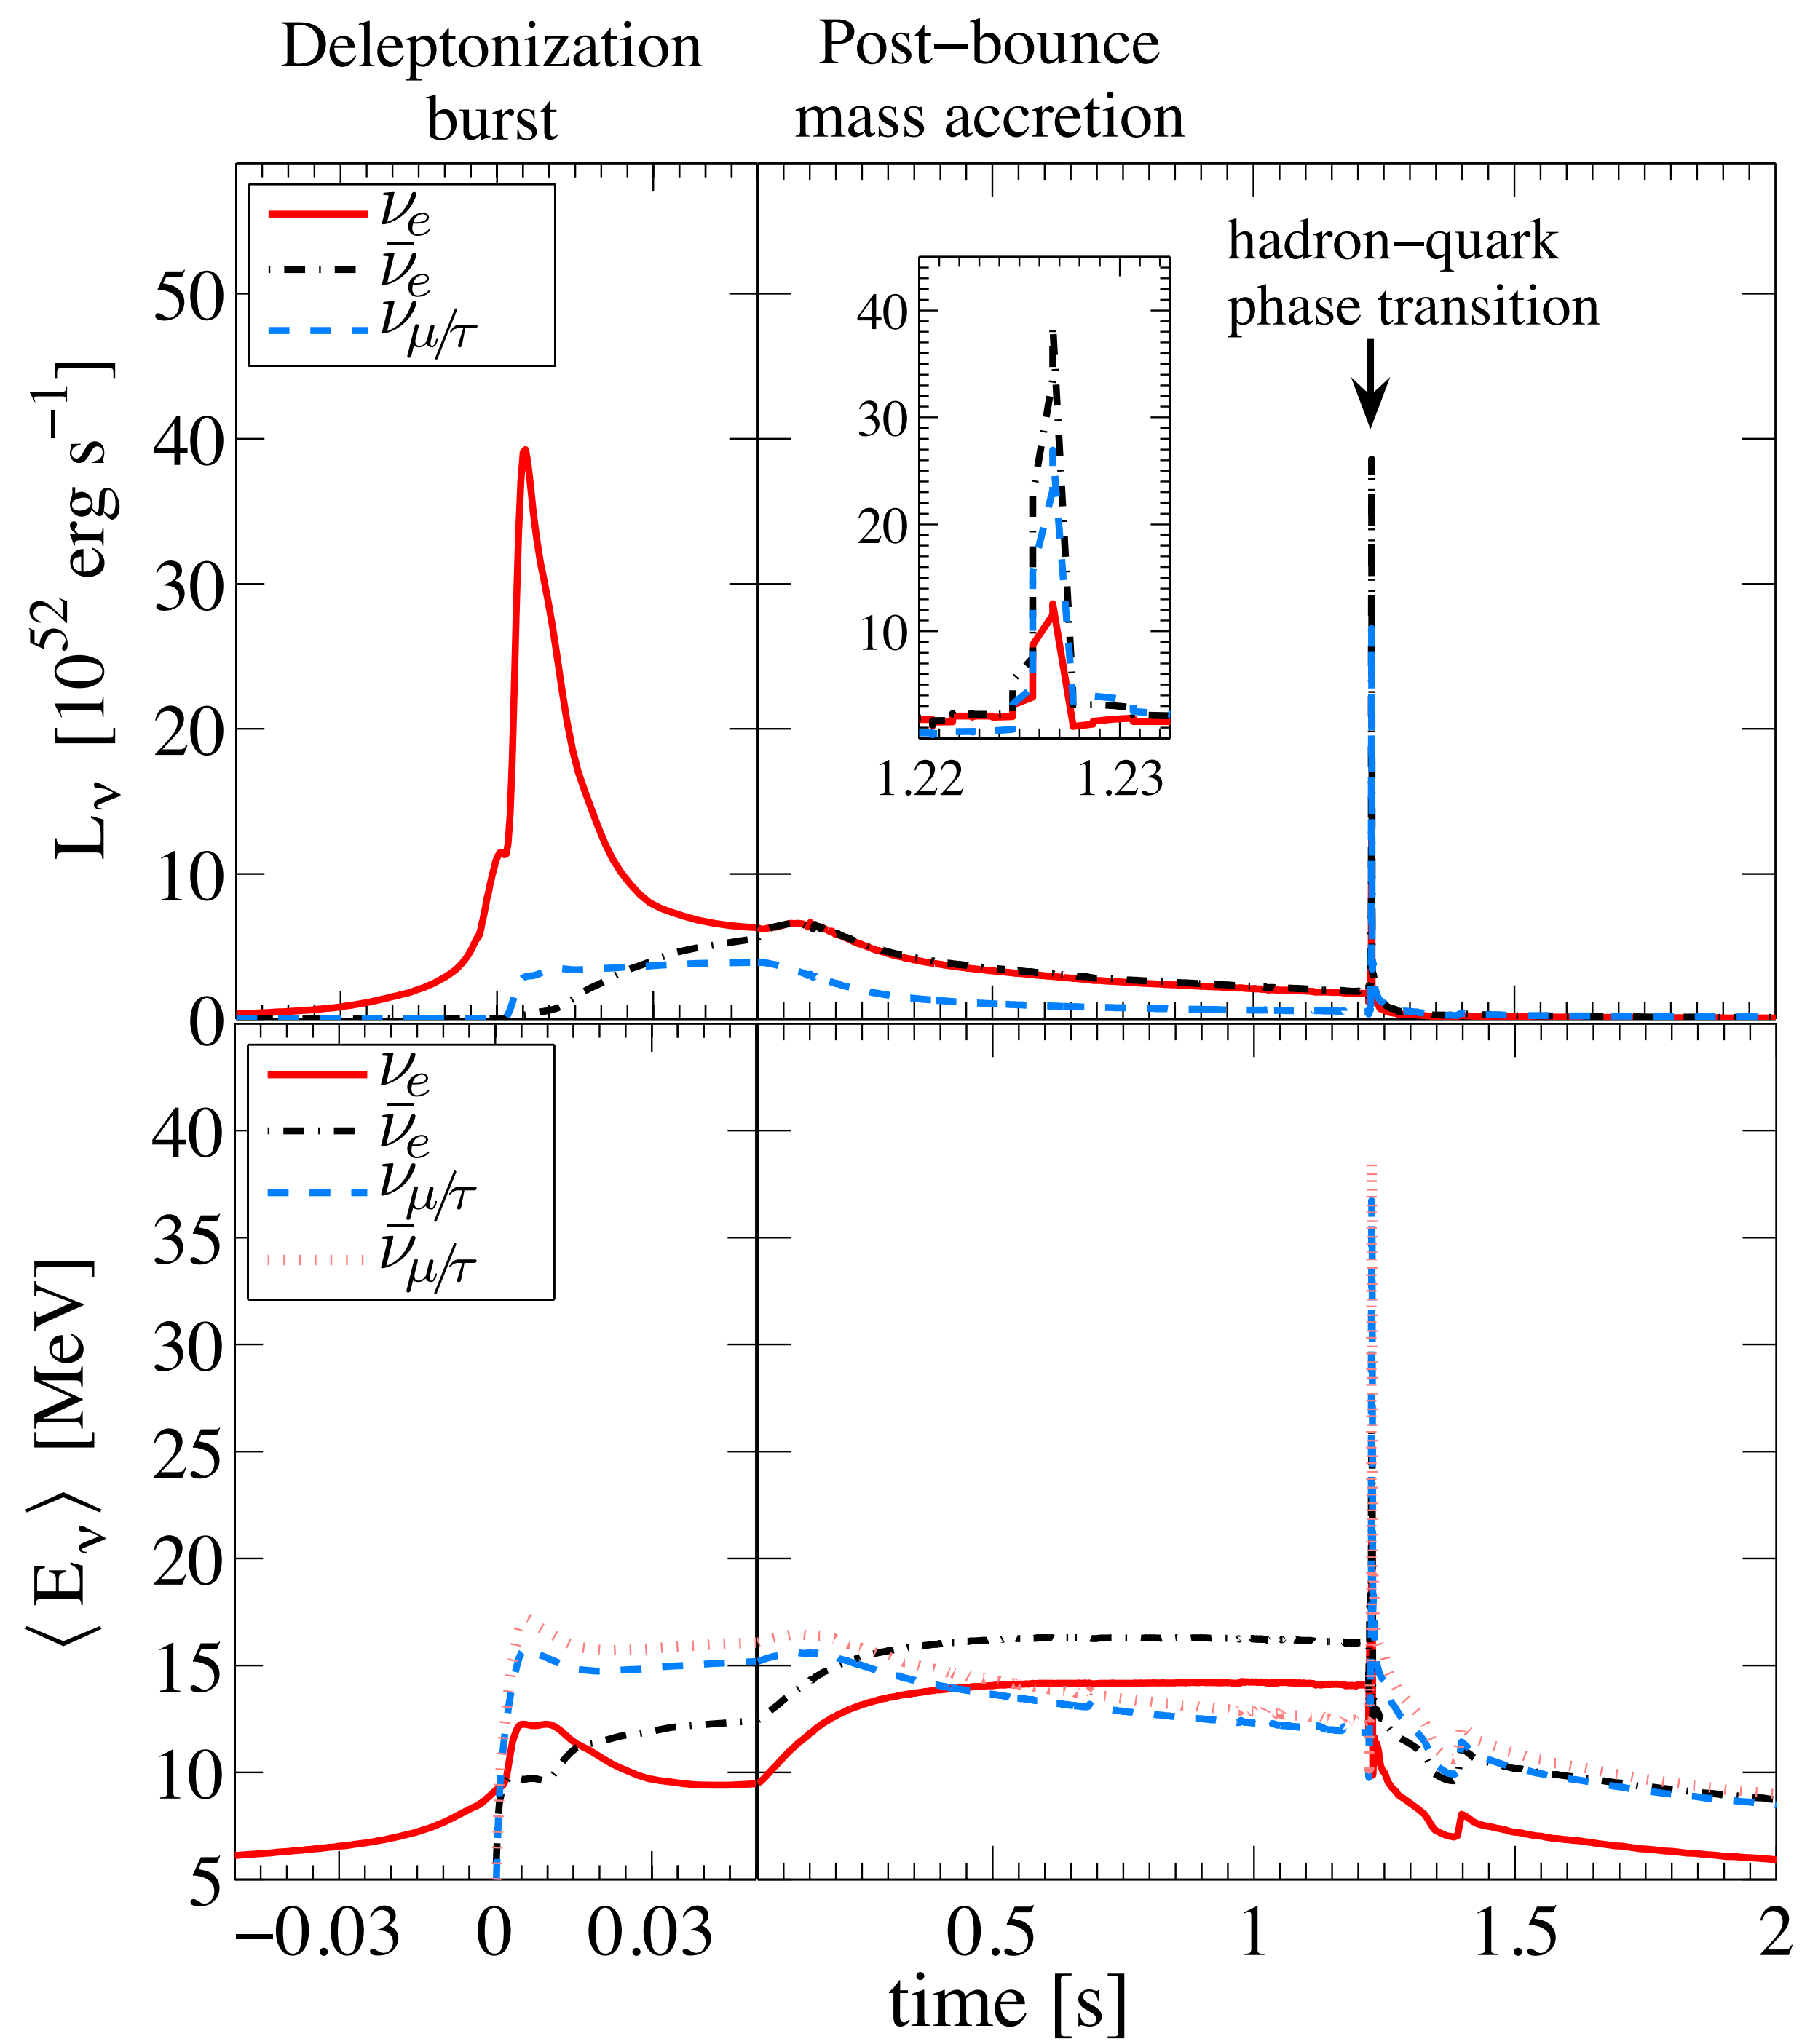 Deleptonization
burst
Post−bounce
mass accretion
ν_e
ν̄_e
ν_μ/τ
hadron−quark
phase transition
50
40
30
20
10
0
L_ν [10^52 erg s^−1]
40
30
20
10
1.22 1.23
ν_e
ν̄_e
ν_μ/τ
ν̄_μ/τ
40
35
30
25
20
15
10
5
⟨E_ν⟩ [MeV]
−0.03 0 0.03 0.5 1 1.5 2
time [s]